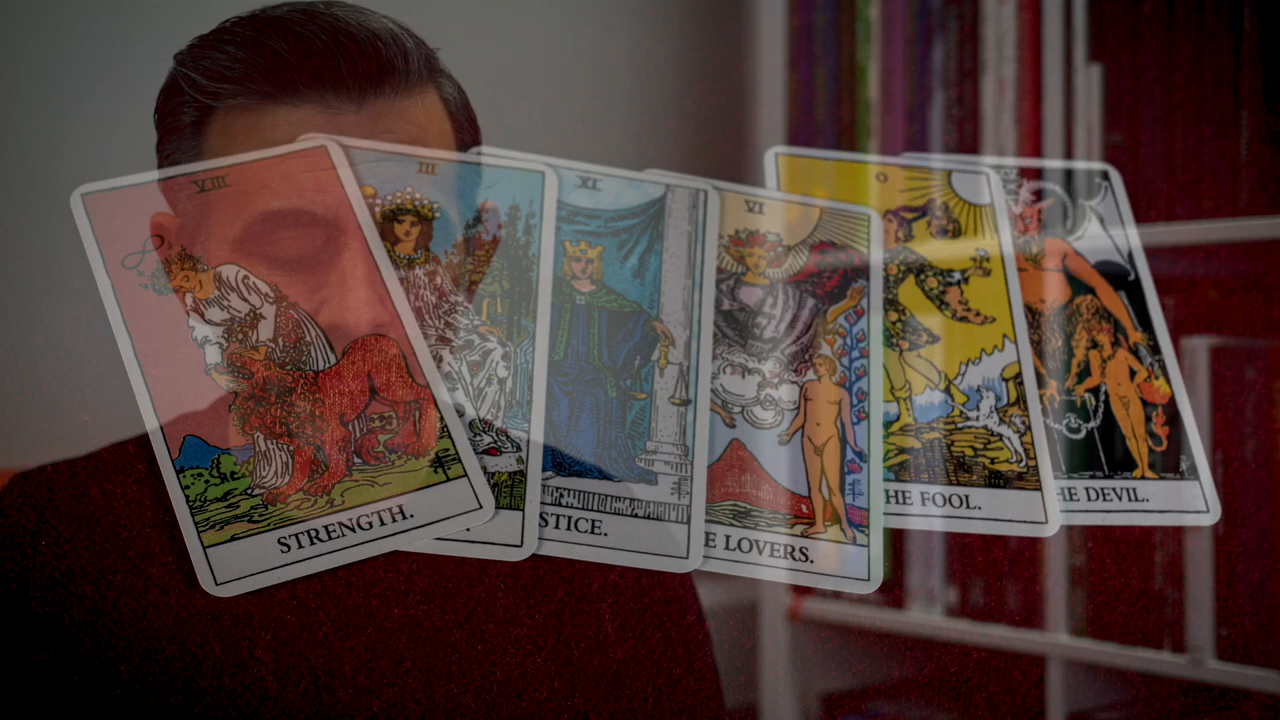 VIII
STRENGTH.
III
XI
STICE.
VI
E LOVERS.
0
HE FOOL.
HE DEVIL.